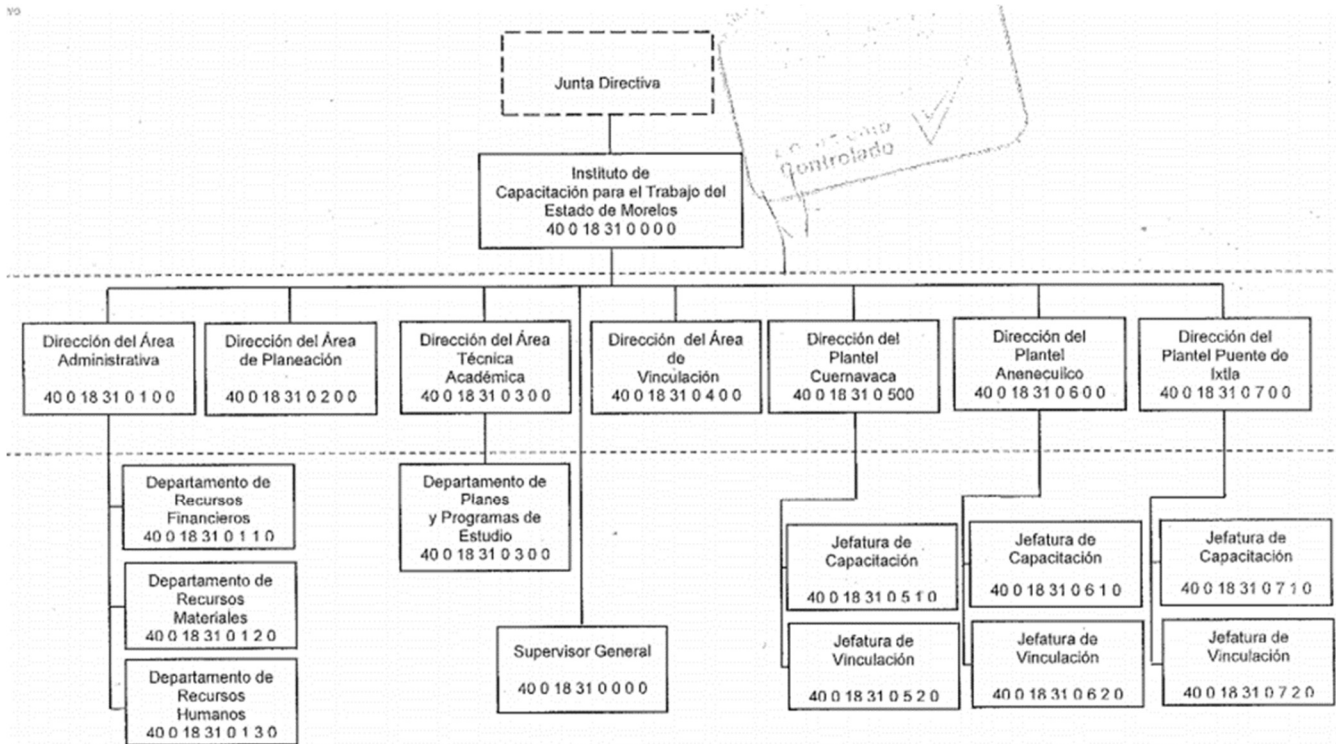 Junta Directiva
Controlado
Instituto de
Capacitación para el Trabajo del
Estado de Morelos
40 0 18 31 0 0 0 0
Dirección del Área
Administrativa
40 0 18 31 0 1 0 0
Dirección del Área
de Planeación
40 0 18 31 0 2 0 0
Dirección del Área
Técnica
Académica
40 0 18 31 0 3 0 0
Dirección del Área
de
Vinculación
40 0 18 31 0 4 0 0
Dirección del
Plantel
Cuernavaca
40 0 18 31 0 500
Dirección del
Plantel
Anenecuilco
40 0 18 31 0 6 0 0
Dirección del
Plantel Puente de
Ixtla
40 0 18 31 0 7 0 0
Departamento de
Recursos
Financieros
40 0 18 31 0 1 1 0
Departamento de
Recursos
Materiales
40 0 18 31 0 1 2 0
Departamento de
Recursos
Humanos
40 0 18 31 0 1 3 0
Departamento de
Planes
y Programas de
Estudio
40 0 18 31 0 3 0 0
Supervisor General
40 0 18 31 0 0 0 0
Jefatura de
Capacitación
40 0 18 31 0 5 1 0
Jefatura de
Vinculación
40 0 18 31 0 5 2 0
Jefatura de
Capacitación
40 0 18 31 0 6 1 0
Jefatura de
Vinculación
40 0 18 31 0 6 2 0
Jefatura de
Capacitación
40 0 18 31 0 7 1 0
Jefatura de
Vinculación
40 0 18 31 0 7 2 0